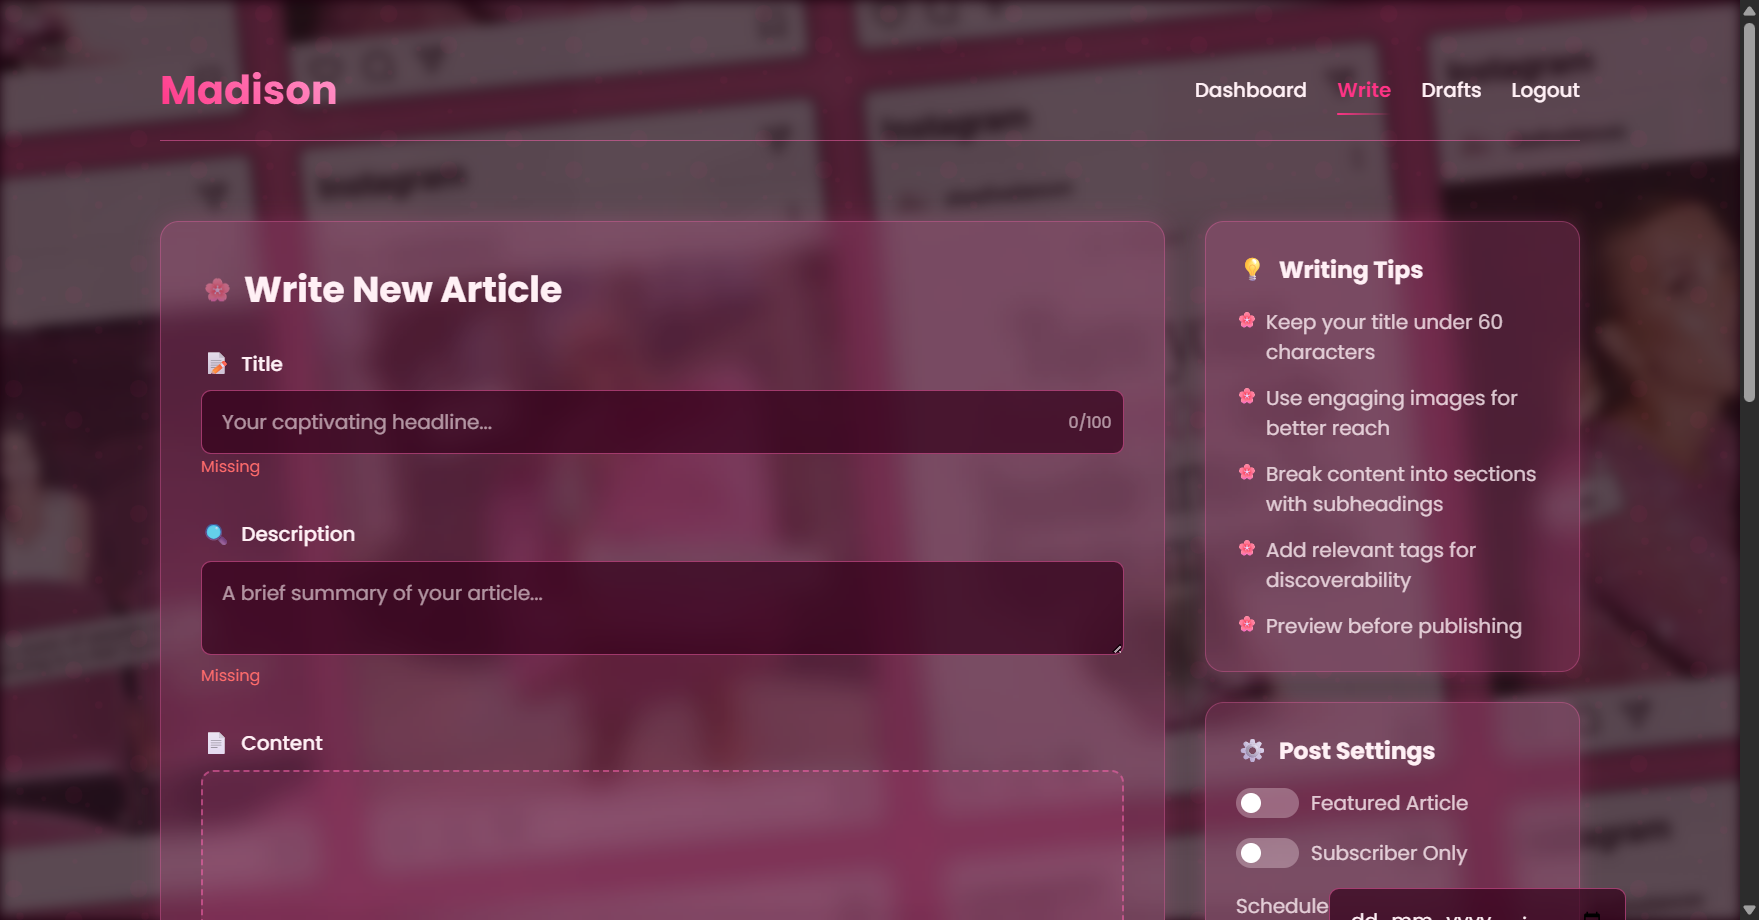 Madison
Dashboard Write Drafts Logout
Write New Article
Title
Your captivating headline...
0/100
Missing
Description
A brief summary of your article...
Missing
Content
Writing Tips
Keep your title under 60
characters
Use engaging images for
better reach
Break content into sections
with subheadings
Add relevant tags for
discoverability
Preview before publishing
Post Settings
Featured Article
Subscriber Only
Schedule
Instagram
Instagram